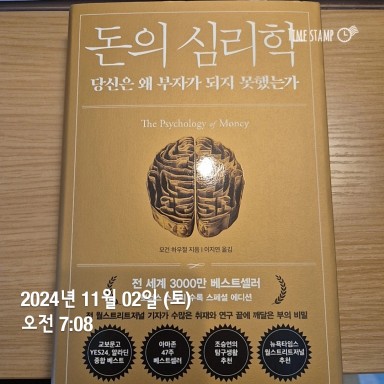 돈의 심리학
TIME STAMP
당신은 왜 부자가 되지 못했는가
The Psychology of Money
모건 하우절 지음 | 이지연 옮김
전 세계 3000만 베스트셀러
수록 스페셜 에디션
2024년 11월 02일 (토)
월스트리트저널 기자가 수많은 취재와 연구 끝에 깨달은 부의 비밀
오전 7:08
교보문고
YES24, 알라딘
종합 베스트
아마존
47주
베스트셀러
조승연의
탐구생활
추천
뉴욕타임스
월스트리트저널
추천